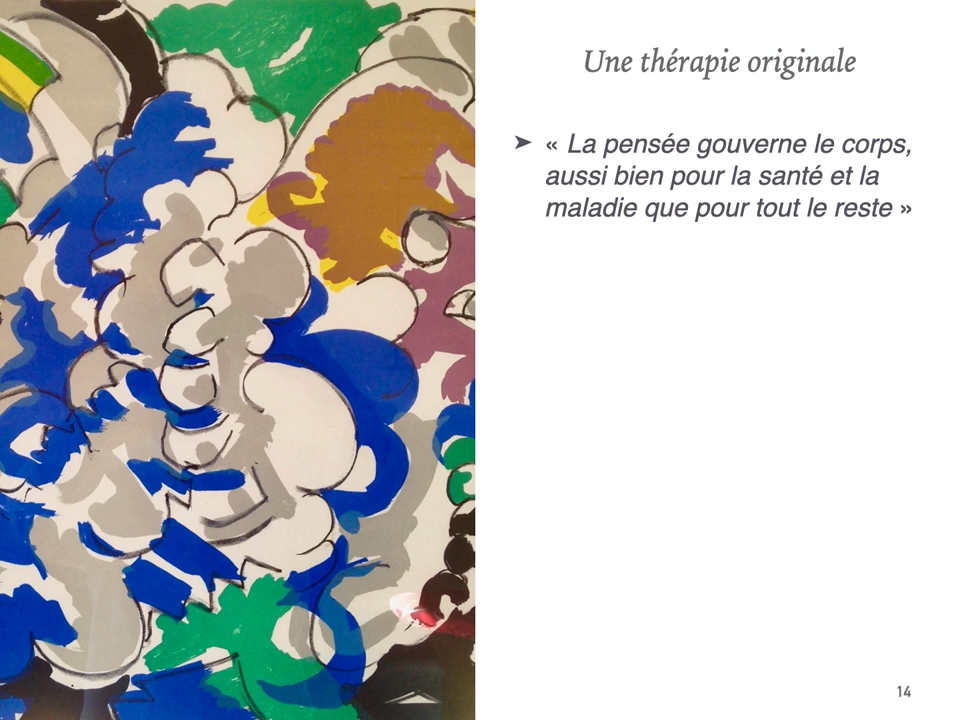 Une thérapie originale
➤ « La pensée gouverne le corps,
aussi bien pour la santé et la
maladie que pour tout le reste »
14